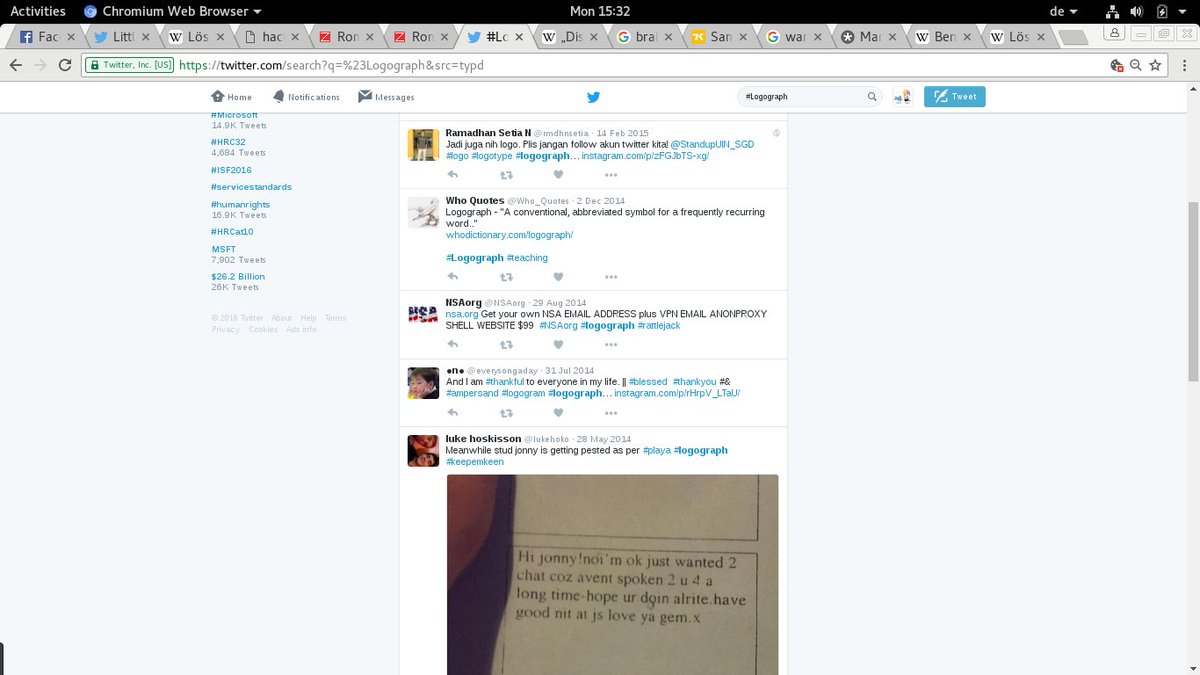 Activities Chromium Web Browser Mon 15:32 de
Fac Littl Lös hac Ron Ron #Lo „Dis brai San war Mar Ben Lös
Twitter, Inc. [US] https://twitter.com/search?q=%23Logograph&src=typd
Home Notifications Messages #Logograph Tweet
#Microsoft
14.9K Tweets
#HRC32
4,684 Tweets
#ISF2016
#servicestandards
#humanrights
16.9K Tweets
#HRCat10
MSFT
7,902 Tweets
$26.2 Billion
26K Tweets
© 2016 Twitter About Help Terms
Privacy Cookies Ads info
Ramadhan Setia N @rmdhnsetia · 14 Feb 2015
Jadi juga nih logo. Plis jangan follow akun twitter kita! @StandupUIN_SGD
#logo #logotype #logograph… instagram.com/p/zFGJbTS-xg/
Who Quotes @Who_Quotes · 2 Dec 2014
Logograph - "A conventional, abbreviated symbol for a frequently recurring
word.."
whodictionary.com/logograph/
#Logograph #teaching
NSAorg @NSAorg · 29 Aug 2014
nsa.org Get your own NSA EMAIL ADDRESS plus VPN EMAIL ANONPROXY
SHELL WEBSITE $99 #NSAorg #logograph #rattlejack
●n● @everysongaday · 31 Jul 2014
And I am #thankful to everyone in my life. || #blessed #thankyou #&
#ampersand #logogram #logograph… instagram.com/p/rHrpV_LTaU/
luke hoskisson @lukehoko · 28 May 2014
Meanwhile stud jonny is getting pested as per #playa #logograph
#keepemkeen
Hi jonny!noi'm ok just wanted 2
chat coz avent spoken 2 u 4 a
long time-hope ur doin alrite.have
good nit at js love ya gem.x